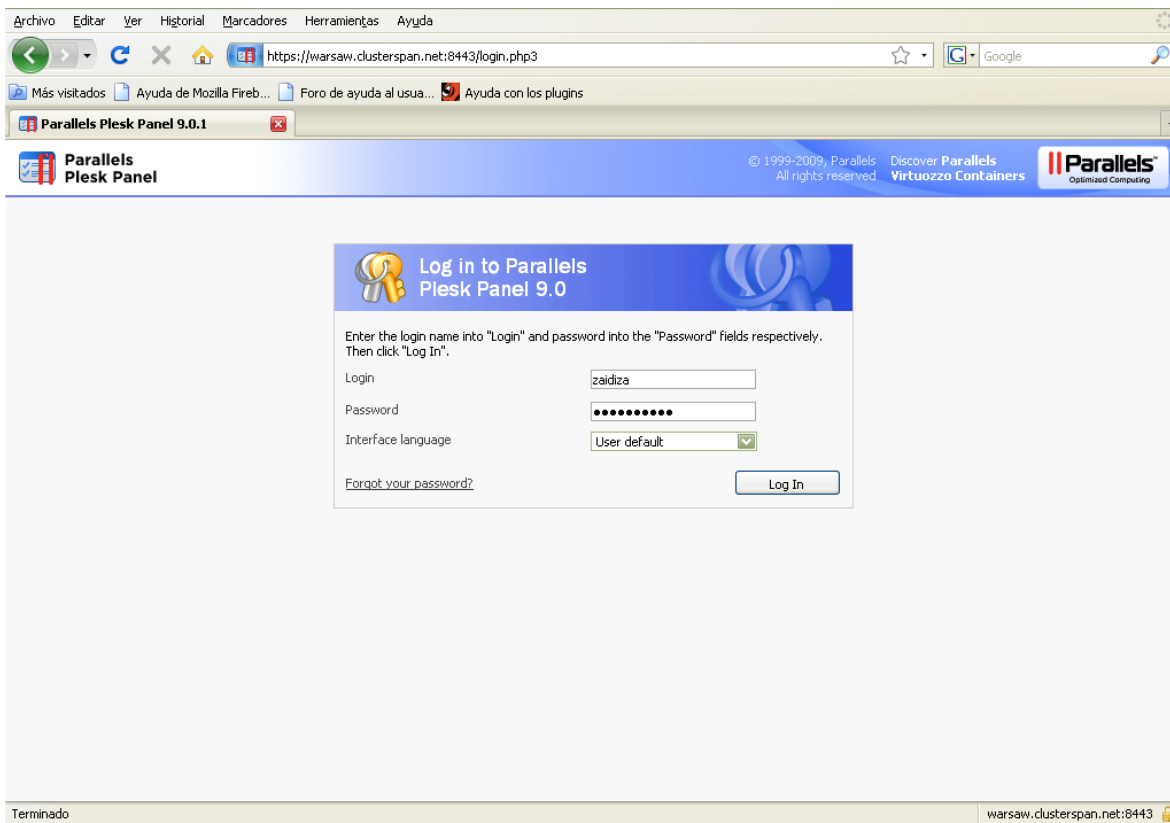 Archivo Editar Ver Historial Marcadores Herramientas Ayuda
https://warsaw.clusterspan.net:8443/login.php3
G Google
Más visitados Ayuda de Mozilla Fireb... Foro de ayuda al usua... Ayuda con los plugins
Parallels Plesk Panel 9.0.1
Parallels
Plesk Panel
© 1999-2009, Parallels
All rights reserved
Discover Parallels
Virtuozzo Containers
Parallels™
Optimized Computing
Log in to Parallels
Plesk Panel 9.0
Enter the login name into "Login" and password into the "Password" fields respectively.
Then click "Log In".
Login zaidiza
Password ●●●●●●●●●●
Interface language User default
Forgot your password? Log In
Terminado warsaw.clusterspan.net:8443